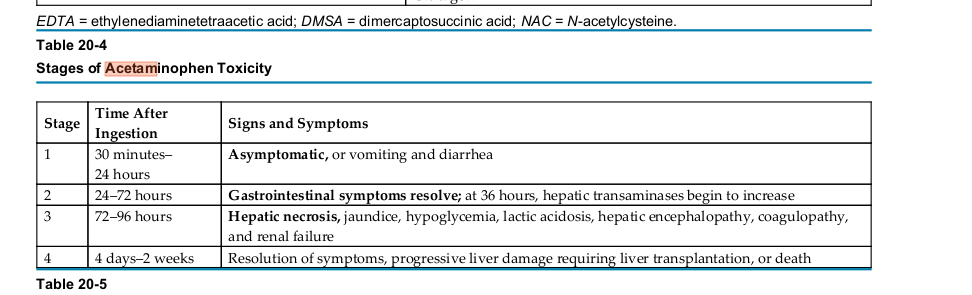 EDTA = ethylenediaminetetraacetic acid; DMSA = dimercaptosuccinic acid; NAC = N-acetylcysteine.
Table 20-4
Stages of Acetaminophen Toxicity
Stage
Time After
Ingestion
Signs and Symptoms
1
30 minutes–
24 hours
Asymptomatic, or vomiting and diarrhea
2
24–72 hours
Gastrointestinal symptoms resolve; at 36 hours, hepatic transaminases begin to increase
3
72–96 hours
Hepatic necrosis, jaundice, hypoglycemia, lactic acidosis, hepatic encephalopathy, coagulopathy,
and renal failure
4
4 days–2 weeks
Resolution of symptoms, progressive liver damage requiring liver transplantation, or death
Table 20-5